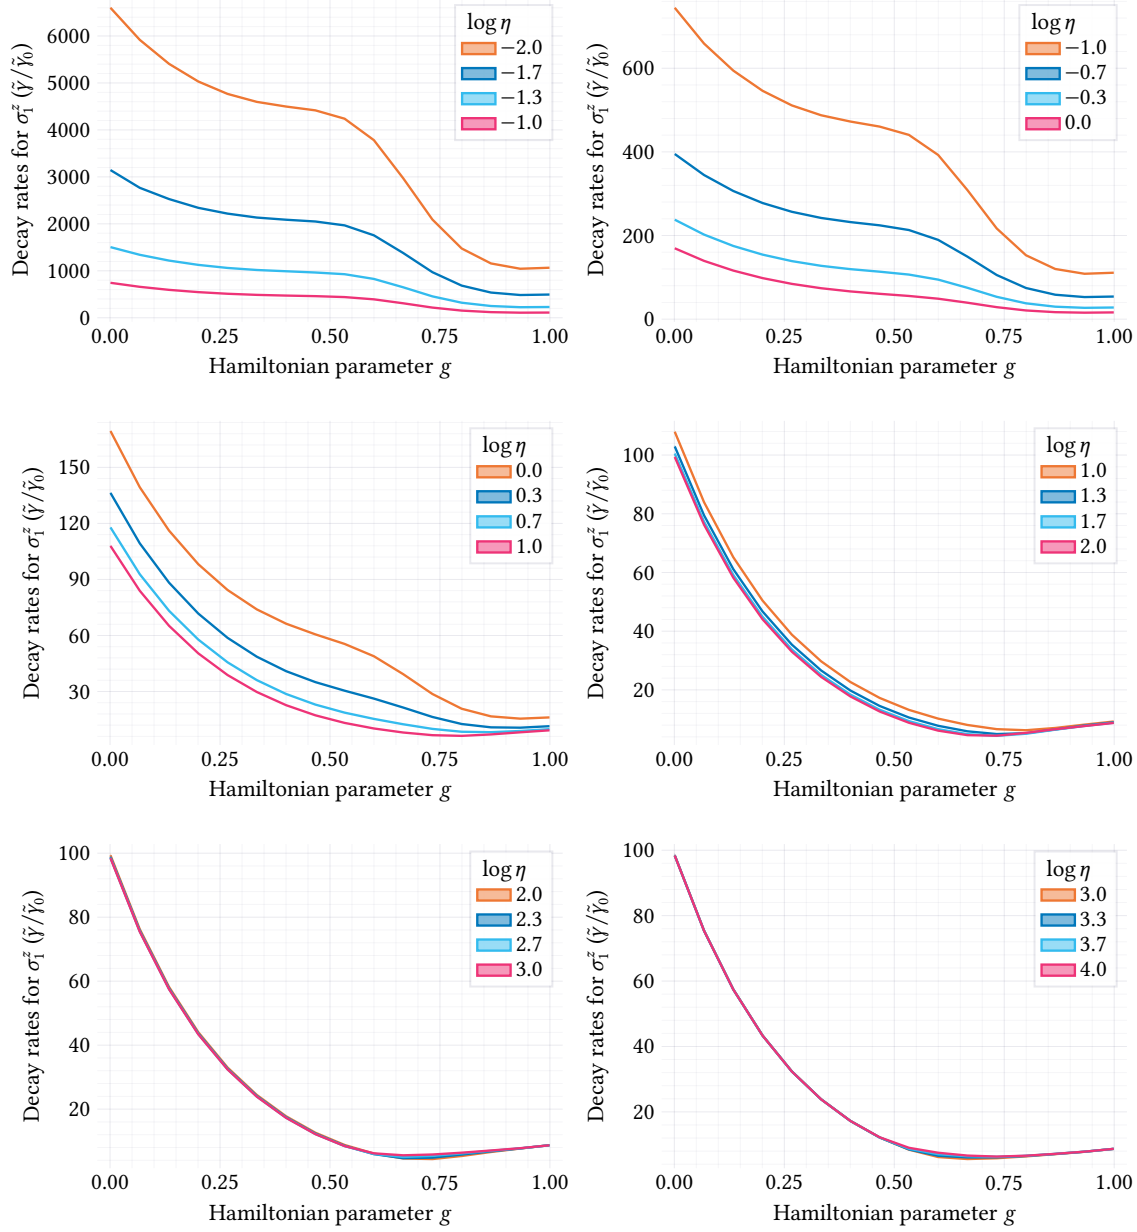 Decay rates for σ₁ᶻ (γ̃/γ̃₀)
6000
5000
4000
3000
2000
1000
0
log η
−2.0
−1.7
−1.3
−1.0
0.00 0.25 0.50 0.75 1.00
Hamiltonian parameter g
Decay rates for σ₁ᶻ (γ̃/γ̃₀)
600
400
200
0
log η
−1.0
−0.7
−0.3
0.0
0.00 0.25 0.50 0.75 1.00
Hamiltonian parameter g
Decay rates for σ₁ᶻ (γ̃/γ̃₀)
150
120
90
60
30
log η
0.0
0.3
0.7
1.0
0.00 0.25 0.50 0.75 1.00
Hamiltonian parameter g
Decay rates for σ₁ᶻ (γ̃/γ̃₀)
100
80
60
40
20
log η
1.0
1.3
1.7
2.0
0.00 0.25 0.50 0.75 1.00
Hamiltonian parameter g
Decay rates for σ₁ᶻ (γ̃/γ̃₀)
100
80
60
40
20
log η
2.0
2.3
2.7
3.0
0.00 0.25 0.50 0.75 1.00
Hamiltonian parameter g
Decay rates for σ₁ᶻ (γ̃/γ̃₀)
100
80
60
40
20
log η
3.0
3.3
3.7
4.0
0.00 0.25 0.50 0.75 1.00
Hamiltonian parameter g